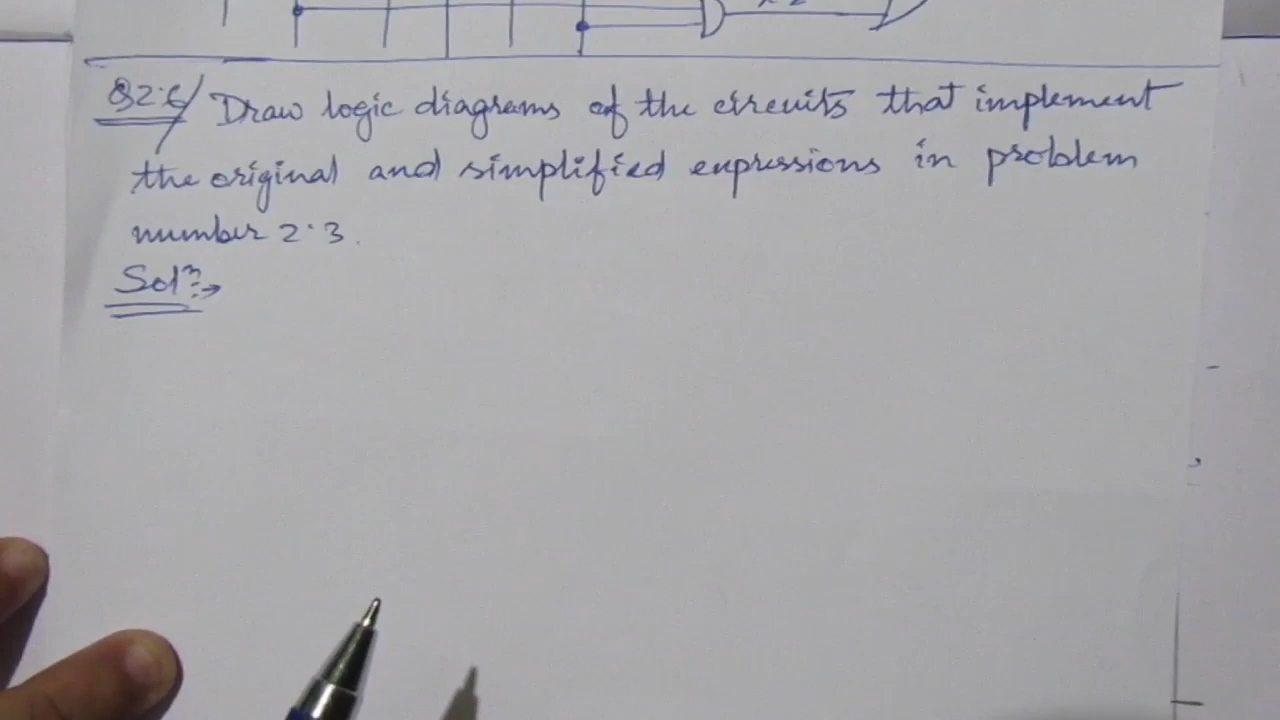 Q2.6/ Draw logic diagrams of the circuits that implement
the original and simplified expressions in problem
number 2.3.
Solⁿ:→